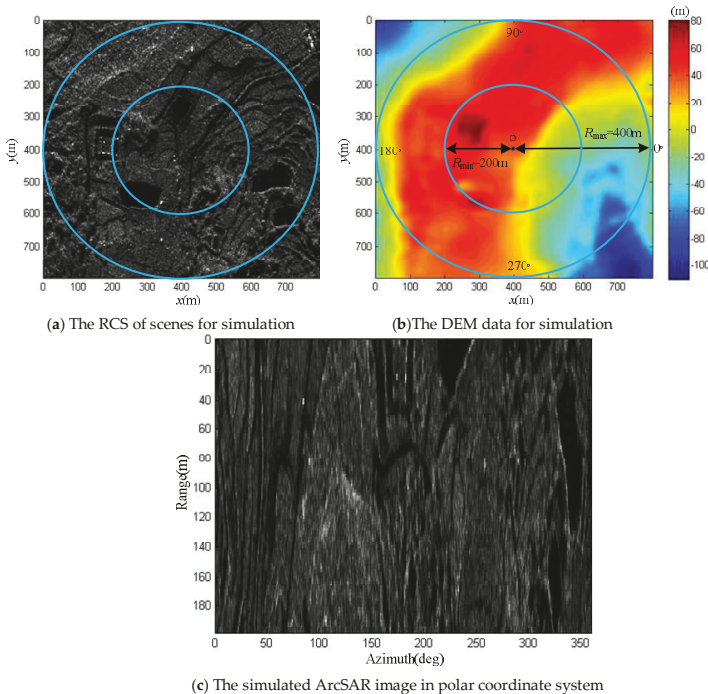 (m)
0
100
200
300
400
500
600
700
y(m)
0 100 200 300 400 500 600 700
x(m)
0
100
200
300
400
500
600
700
y(m)
90°
180°
0°
270°
O
Rmin=200m
Rmax=400m
0 100 200 300 400 500 600 700
x(m)
80
60
40
20
0
-20
-40
-60
-80
-100
(a) The RCS of scenes for simulation
(b)The DEM data for simulation
0
20
40
60
80
100
120
140
160
180
Range(m)
0 50 100 150 200 250 300 350
Azimuth(deg)
(c) The simulated ArcSAR image in polar coordinate system